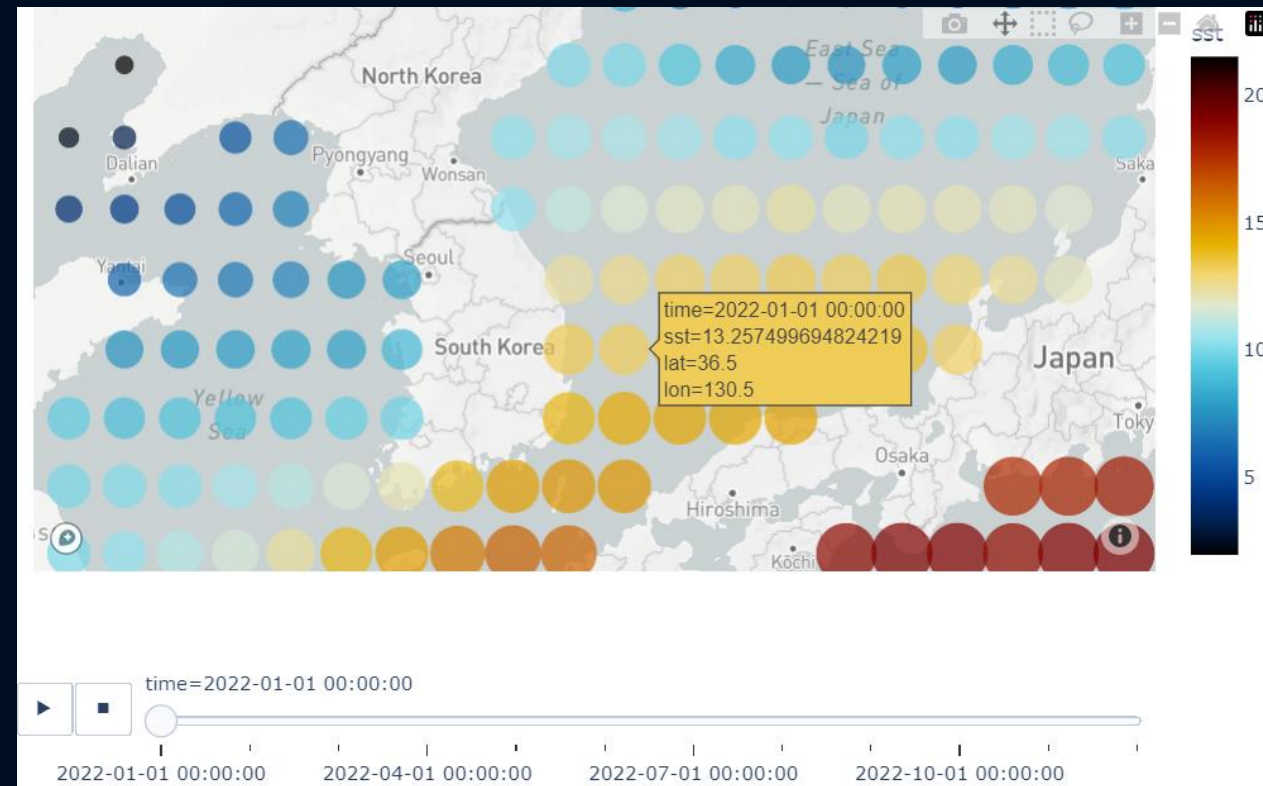 East Sea
— Sea of
Japan
sst
North Korea
20
Dalian
Pyongyang
Wonsan
Saka
15
Yantai
Seoul
time=2022-01-01 00:00:00
sst=13.257499694824219
lat=36.5
lon=130.5
South Korea
Japan
10
Yellow
Sea
Toky
Osaka
5
Hiroshima
S
Kōchi
time=2022-01-01 00:00:00
2022-01-01 00:00:00
2022-04-01 00:00:00
2022-07-01 00:00:00
2022-10-01 00:00:00